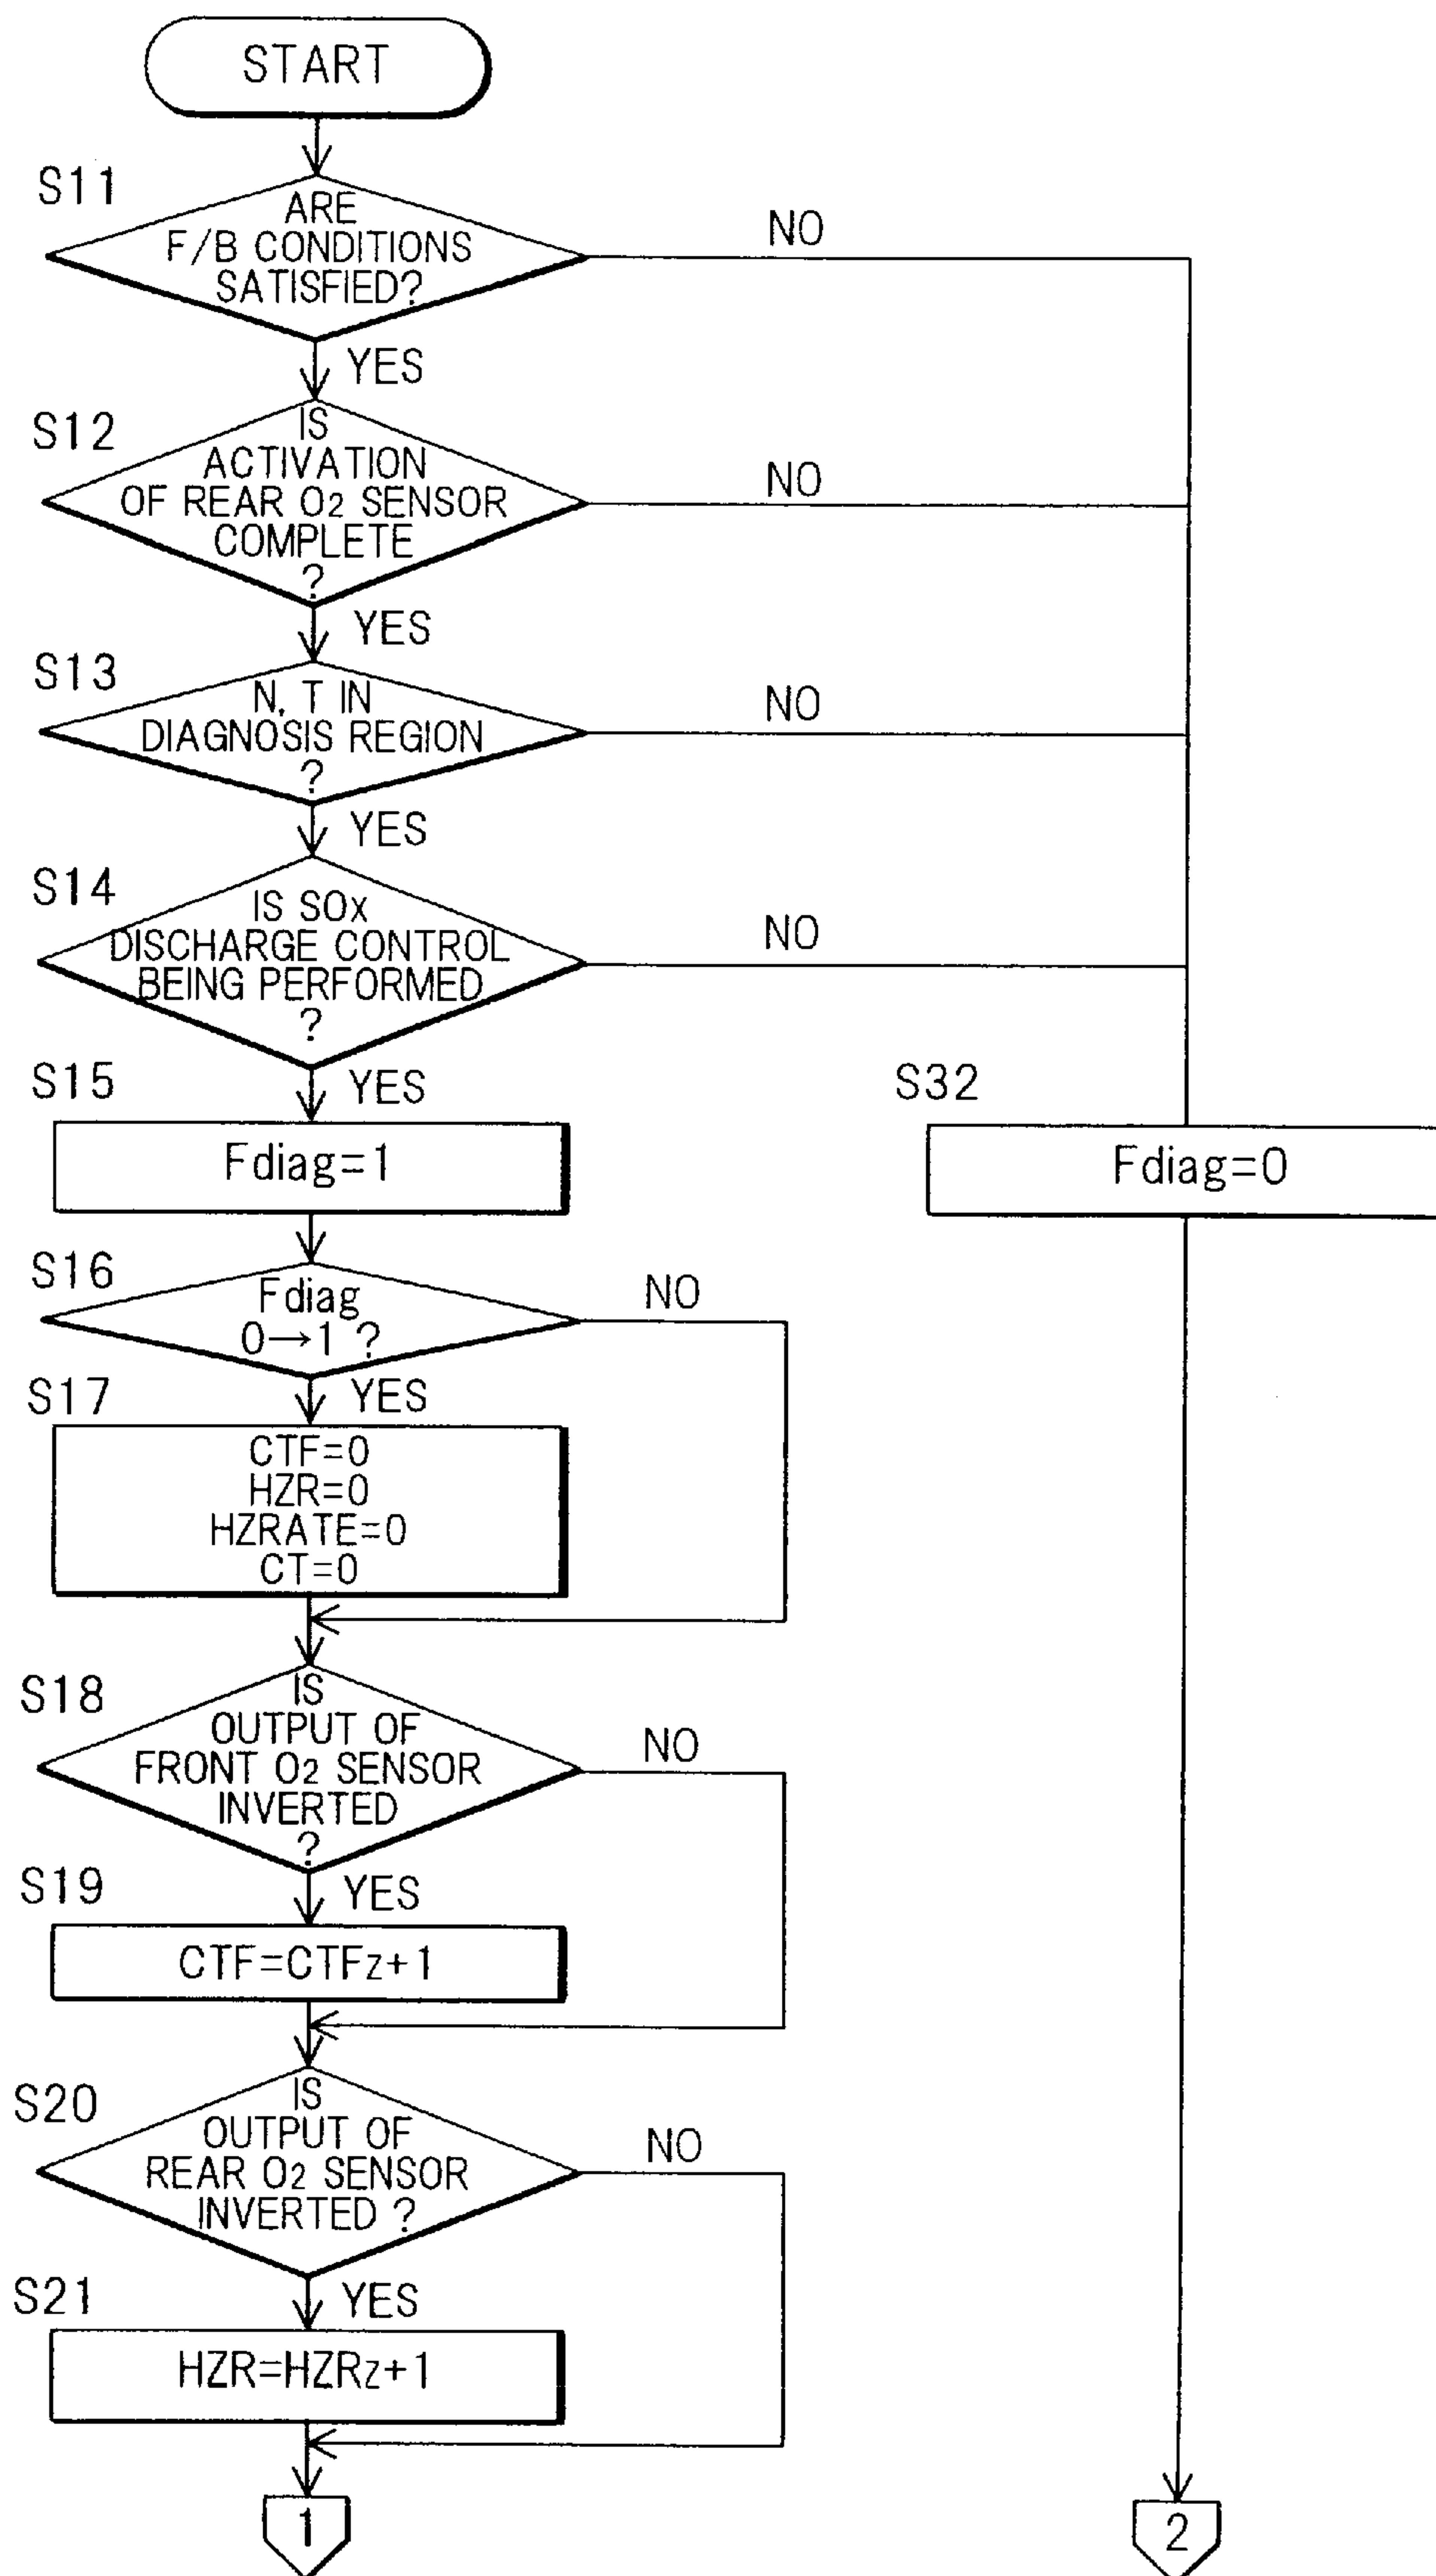 START
S11
ARE
F/B CONDITIONS
SATISFIED?
NO
YES
S12
IS
ACTIVATION
OF REAR O2 SENSOR
COMPLETE
?
NO
YES
S13
N, T IN
DIAGNOSIS REGION
?
NO
YES
S14
IS SOx
DISCHARGE CONTROL
BEING PERFORMED
?
NO
YES
S15
Fdiag=1
S32
Fdiag=0
S16
Fdiag
0→1 ?
NO
YES
S17
CTF=0
HZR=0
HZRATE=0
CT=0
S18
IS
OUTPUT OF
FRONT O2 SENSOR
INVERTED
?
NO
YES
S19
CTF=CTFz+1
S20
IS
OUTPUT OF
REAR O2 SENSOR
INVERTED ?
NO
YES
S21
HZR=HZRz+1
1
2